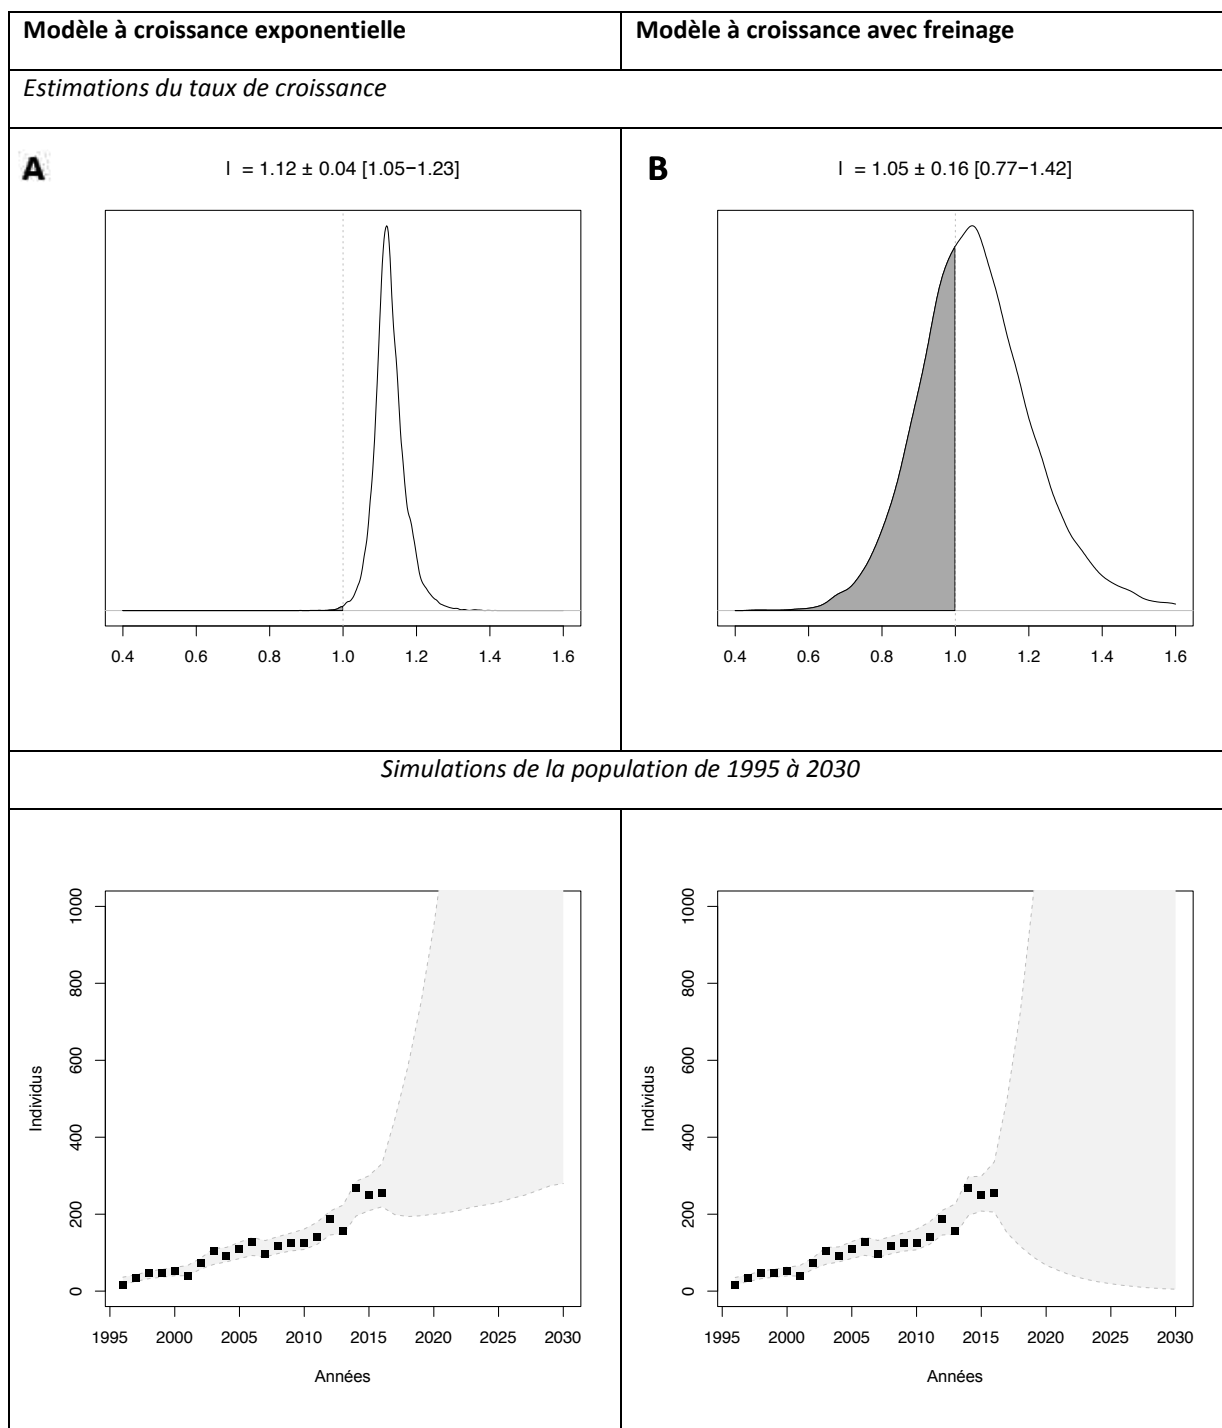 Modèle à croissance exponentielle
Modèle à croissance avec freinage
Estimations du taux de croissance
A
l = 1.12 ± 0.04 [1.05−1.23]
0.4 0.6 0.8 1.0 1.2 1.4 1.6
B
l = 1.05 ± 0.16 [0.77−1.42]
0.4 0.6 0.8 1.0 1.2 1.4 1.6
Simulations de la population de 1995 à 2030
1000
800
600
400
200
0
Individus
1995 2000 2005 2010 2015 2020 2025 2030
Années
1000
800
600
400
200
0
Individus
1995 2000 2005 2010 2015 2020 2025 2030
Années